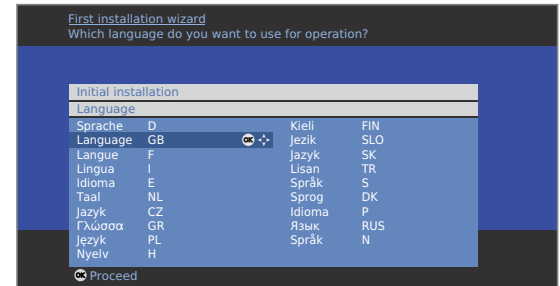 First installation wizard
Which language do you want to use for operation?
Initial installation
Language
Sprache D Kieli FIN
Language GB OK Jezik SLO
Langue F Jazyk SK
Lingua I Lisan TR
Idioma E Språk S
Taal NL Sprog DK
Jazyk CZ Idioma P
Γλώσσα GR Язык RUS
Język PL Språk N
Nyelv H
OK Proceed